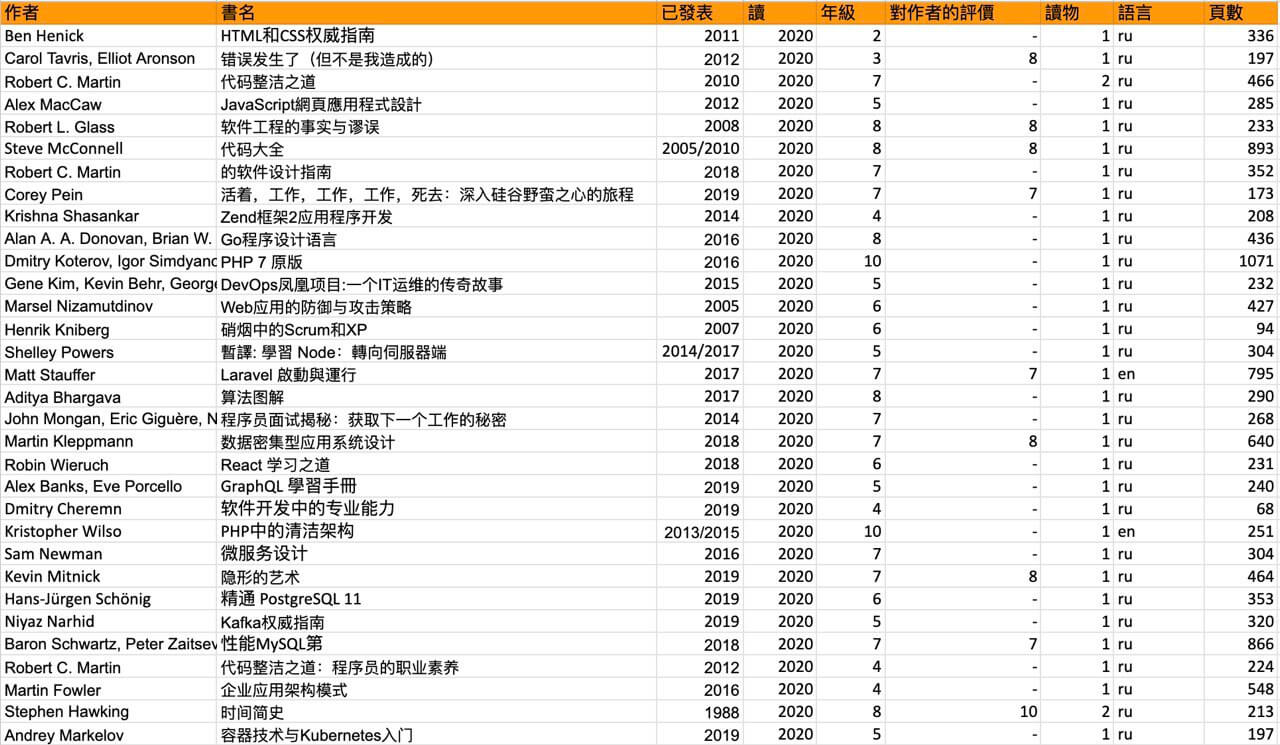 作者 書名 已發表 讀 年級 對作者的評價 讀物 語言 頁數
Ben Henick HTML和CSS权威指南 2011 2020 2 - 1 ru 336
Carol Tavris, Elliot Aronson 错误发生了（但不是我造成的） 2012 2020 3 8 1 ru 197
Robert C. Martin 代码整洁之道 2010 2020 7 - 2 ru 466
Alex MacCaw JavaScript網頁應用程式設計 2012 2020 5 - 1 ru 285
Robert L. Glass 软件工程的事实与谬误 2008 2020 8 8 1 ru 233
Steve McConnell 代码大全 2005/2010 2020 8 8 1 ru 893
Robert C. Martin 的软件设计指南 2018 2020 7 - 1 ru 352
Corey Pein 活着，工作，工作，工作，死去：深入硅谷野蛮之心的旅程 2019 2020 7 7 1 ru 173
Krishna Shasankar Zend框架2应用程序开发 2014 2020 4 - 1 ru 208
Alan A. A. Donovan, Brian W. Go程序设计语言 2016 2020 8 - 1 ru 436
Dmitry Koterov, Igor Simdyanc PHP 7 原版 2016 2020 10 - 1 ru 1071
Gene Kim, Kevin Behr, George DevOps凤凰项目:一个IT运维的传奇故事 2015 2020 5 - 1 ru 232
Marsel Nizamutdinov Web应用的防御与攻击策略 2005 2020 6 - 1 ru 427
Henrik Kniberg 硝烟中的Scrum和XP 2007 2020 6 - 1 ru 94
Shelley Powers 暫譯: 學習 Node：轉向伺服器端 2014/2017 2020 5 - 1 ru 304
Matt Stauffer Laravel 啟動與運行 2017 2020 7 7 1 en 795
Aditya Bhargava 算法图解 2017 2020 8 - 1 ru 290
John Mongan, Eric Giguère, N 程序员面试揭秘：获取下一个工作的秘密 2014 2020 7 - 1 ru 268
Martin Kleppmann 数据密集型应用系统设计 2018 2020 7 8 1 ru 640
Robin Wieruch React 学习之道 2018 2020 6 - 1 ru 231
Alex Banks, Eve Porcello GraphQL 學習手冊 2019 2020 5 - 1 ru 240
Dmitry Cheremn 软件开发中的专业能力 2019 2020 4 - 1 ru 68
Kristopher Wilso PHP中的清洁架构 2013/2015 2020 10 - 1 en 251
Sam Newman 微服务设计 2016 2020 7 - 1 ru 304
Kevin Mitnick 隐形的艺术 2019 2020 7 8 1 ru 464
Hans-Jürgen Schönig 精通 PostgreSQL 11 2019 2020 6 - 1 ru 353
Niyaz Narhid Kafka权威指南 2019 2020 5 - 1 ru 320
Baron Schwartz, Peter Zaitsev 性能MySQL第 2018 2020 7 7 1 ru 866
Robert C. Martin 代码整洁之道：程序员的职业素养 2012 2020 4 - 1 ru 224
Martin Fowler 企业应用架构模式 2016 2020 4 - 1 ru 548
Stephen Hawking 时间简史 1988 2020 8 10 2 ru 213
Andrey Markelov 容器技术与Kubernetes入门 2019 2020 5 - 1 ru 197